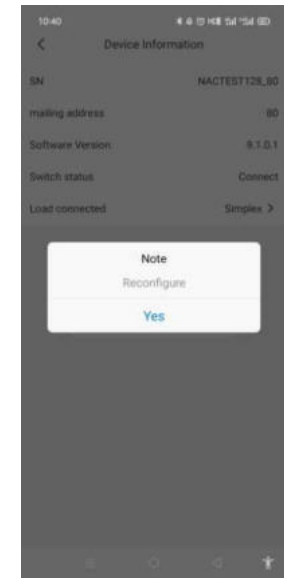 10:40
Device Information
SN NACTEST128_80
mailing address 60
Software Version 9.1.0.1
Switch status Connect
Load connected Simplex >
Note
Reconfigure
Yes